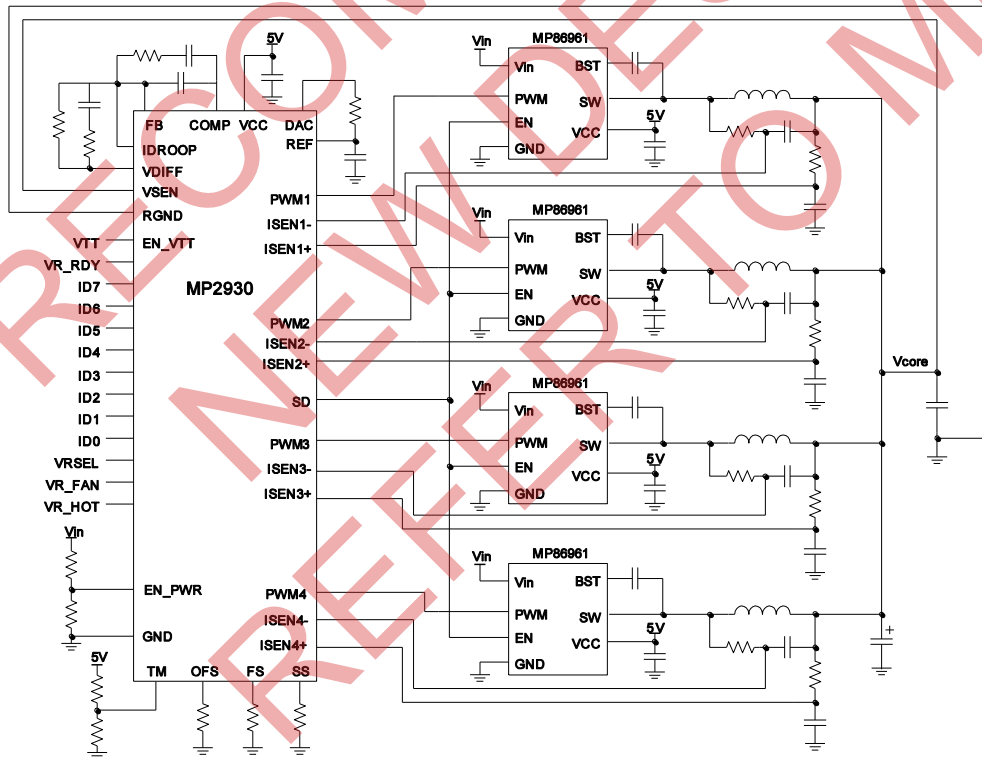 RECOM
NEW DE
REFER TO M
5V
FB
COMP
VCC
DAC
REF
IDROOP
VDIFF
VSEN
RGND
VTT
EN_VTT
VR_RDY
ID7
ID6
ID5
ID4
ID3
ID2
ID1
ID0
VRSEL
VR_FAN
VR_HOT
Vin
EN_PWR
GND
5V
TM
OFS
FS
SS
MP2930
PWM1
ISEN1-
ISEN1+
PWM2
ISEN2-
ISEN2+
SD
PWM3
ISEN3-
ISEN3+
PWM4
ISEN4-
ISEN4+
Vin
MP86961
Vin
BST
PWM
SW
EN
VCC
GND
5V
Vin
MP86961
Vin
BST
PWM
SW
EN
VCC
GND
5V
Vin
MP86961
Vin
BST
PWM
SW
EN
VCC
GND
5V
Vin
MP86961
Vin
BST
PWM
SW
EN
VCC
GND
5V
Vcore
+